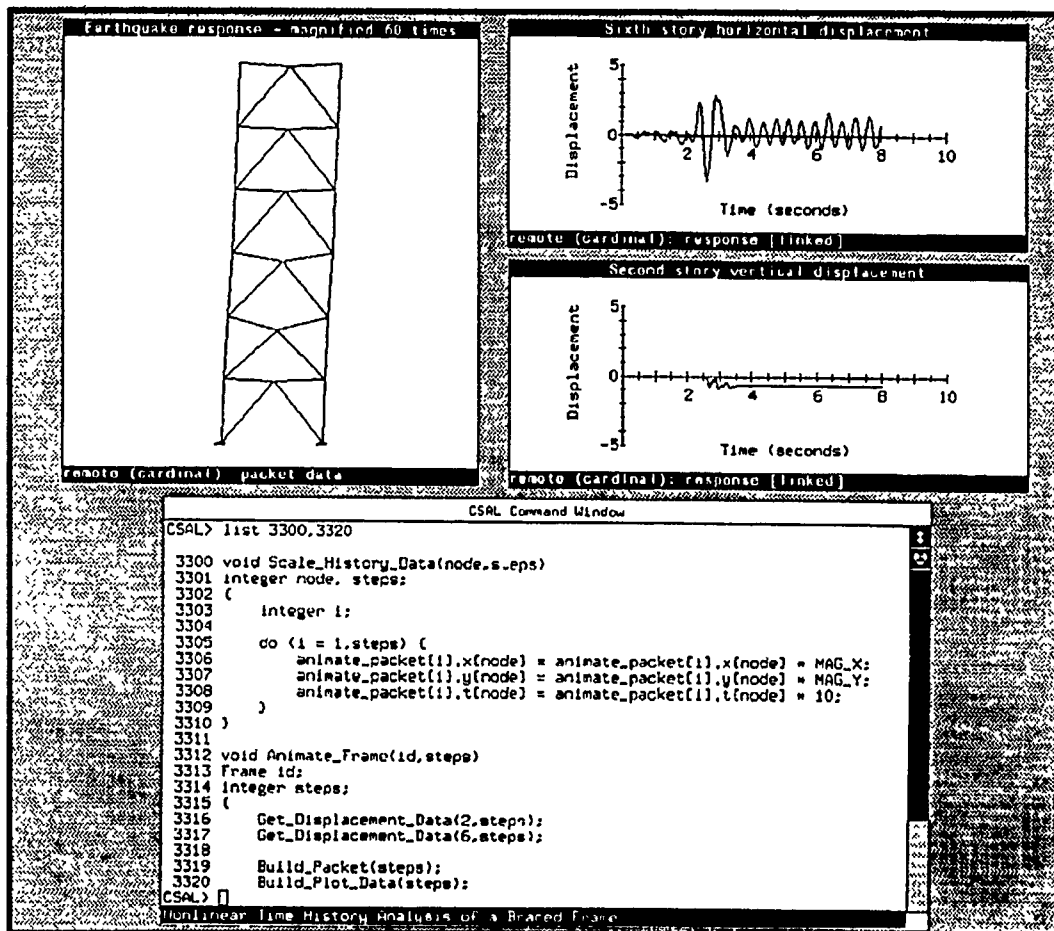 Earthquake response - magnified 60 times
remote (cardinal) packet data
Sixth story horizontal displacement
Displacement
5
0
-5
2 4 6 8 10
Time (seconds)
remote (cardinal): response [linked]
Second story vertical displacement
Displacement
5
0
-5
2 4 6 8 10
Time (seconds)
remote (cardinal): response [linked]
CSAL Command Window
CSAL> list 3300,3320
3300 void Scale_History_Data(node,s.eps)
3301 integer node, steps;
3302 {
3303 integer i;
3304
3305 do (i = 1,steps) {
3306 animate_packet[i].x[node] = animate_packet[i].x[node] * MAG_X;
3307 animate_packet[i].y[node] = animate_packet[i].y[node] * MAG_Y;
3308 animate_packet[i].t[node] = animate_packet[i].t[node] * 10;
3309 }
3310 }
3311
3312 void Animate_Frame(id,steps)
3313 Frame id;
3314 integer steps;
3315 {
3316 Get_Displacement_Data(2,steps);
3317 Get_Displacement_Data(6,steps);
3318
3319 Build_Packet(steps);
3320 Build_Plot_Data(steps);
CSAL>
Nonlinear Time History Analysis of a Braced Frame